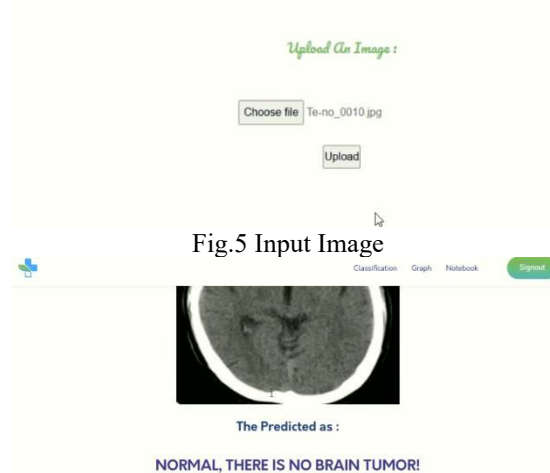 Upload An Image :
Choose file Te-no_0010.jpg
Upload
Fig.5 Input Image
Classification Graph Notebook Signout
The Predicted as :
NORMAL, THERE IS NO BRAIN TUMOR!